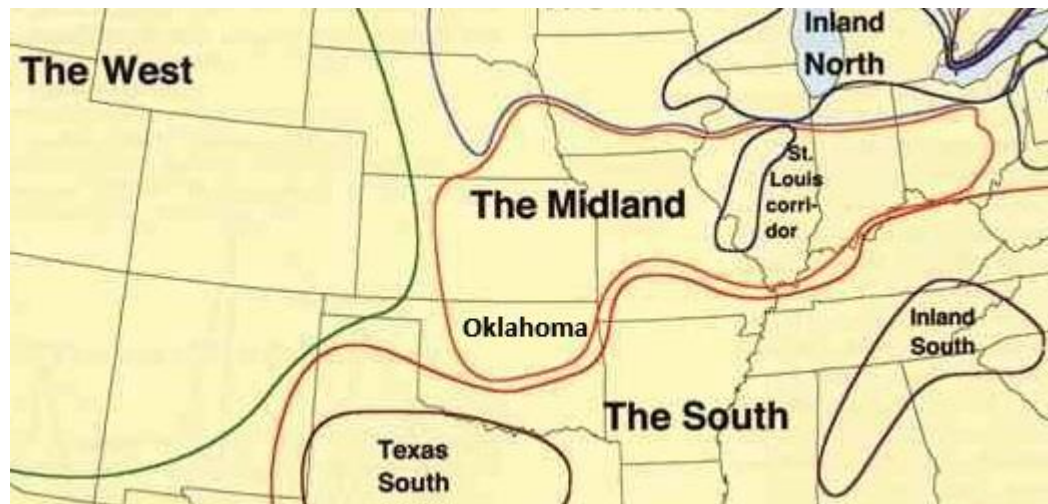 Inland
North
The West
St.
Louis
corri-
dor
The Midland
Oklahoma
Inland
South
The South
Texas
South